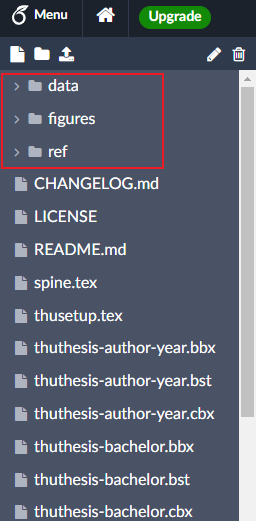 Menu
Upgrade
data
figures
ref
CHANGELOG.md
LICENSE
README.md
spine.tex
thusetup.tex
thuthesis-author-year.bbx
thuthesis-author-year.bst
thuthesis-author-year.cbx
thuthesis-bachelor.bbx
thuthesis-bachelor.bst
thuthesis-bachelor.cbx